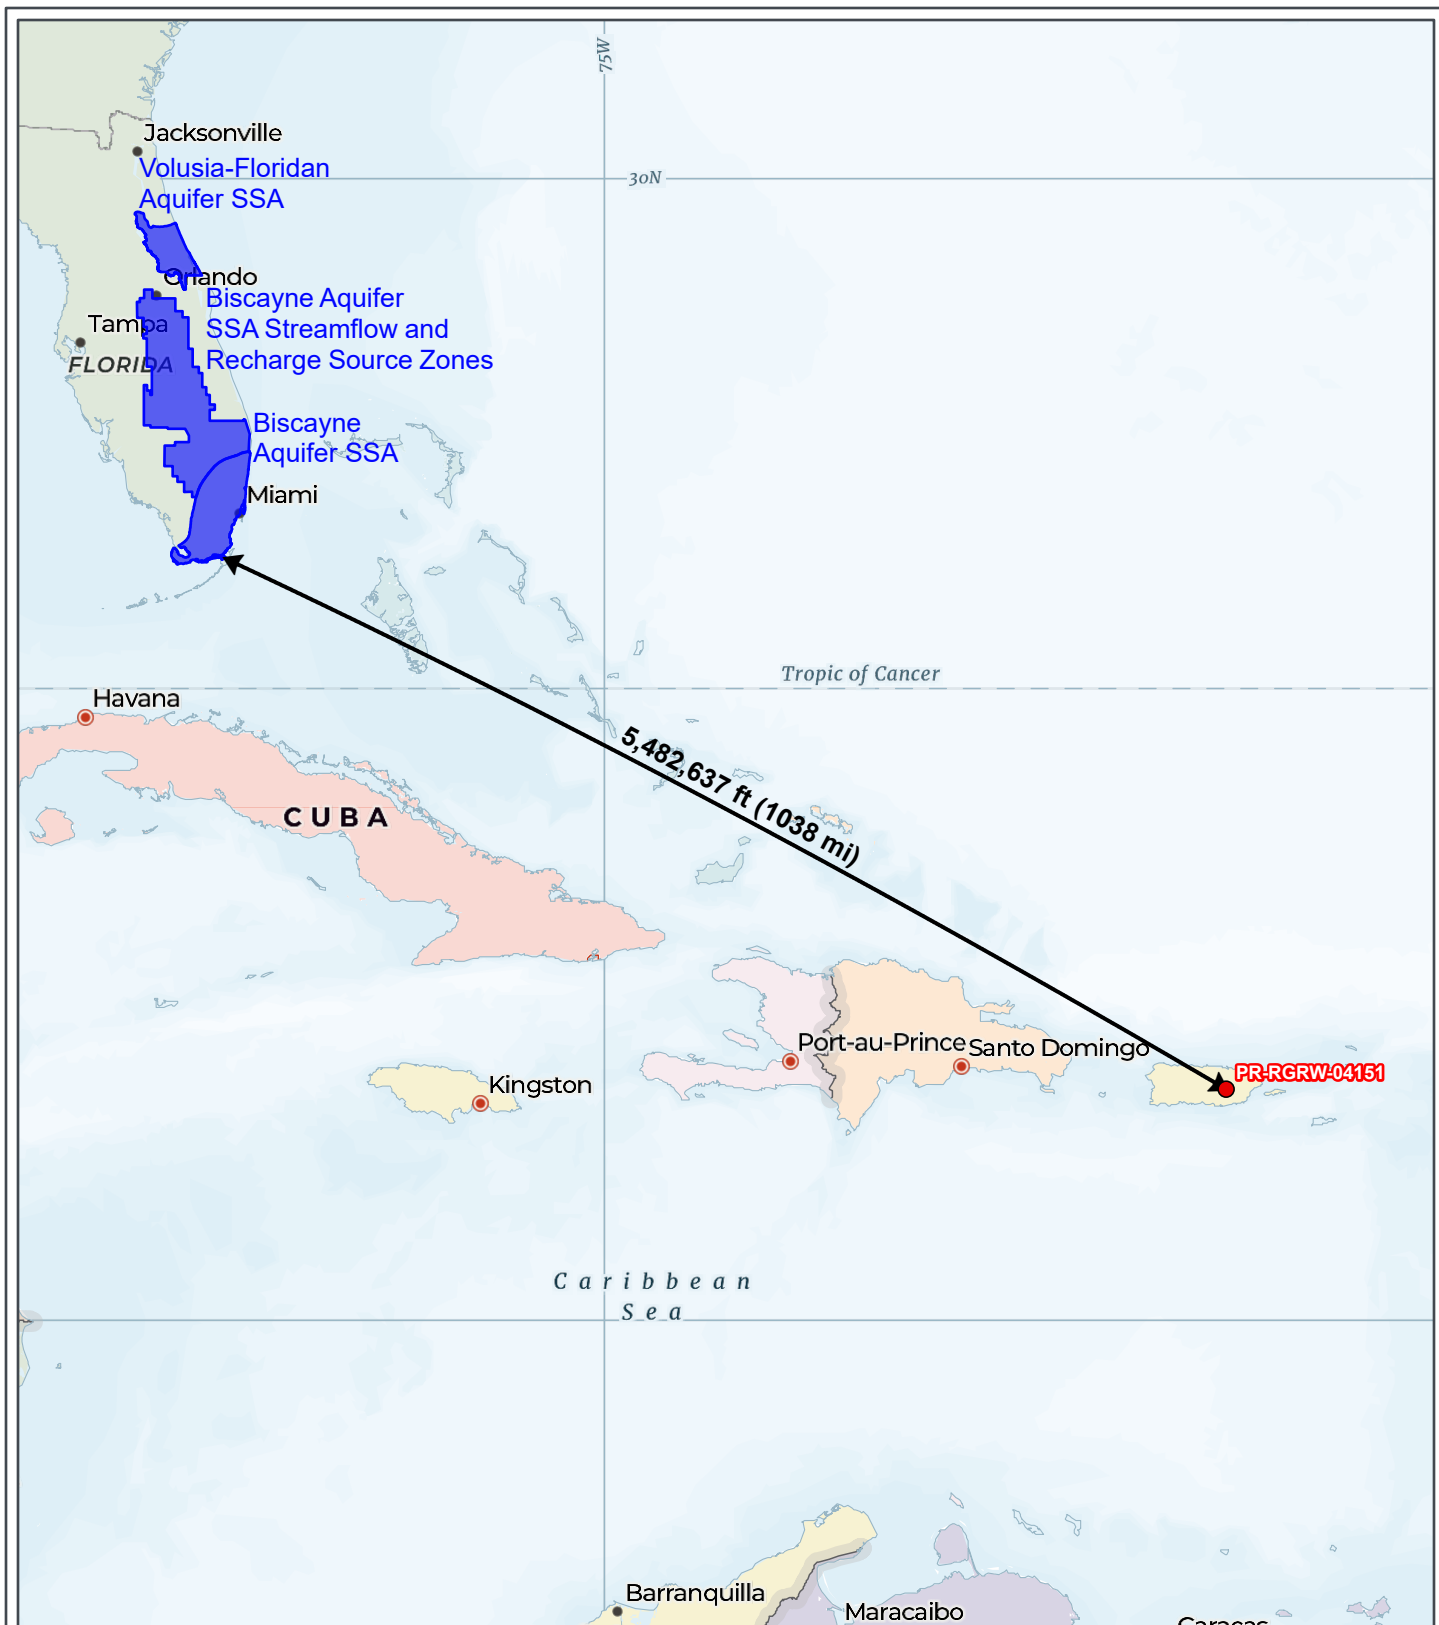 75W
Jacksonville
Volusia-Floridan
Aquifer SSA
30N
Orlando
Biscayne Aquifer
SSA Streamflow and
Recharge Source Zones
Tampa
FLORIDA
Biscayne
Aquifer SSA
Miami
Tropic of Cancer
Havana
5,482,637 ft (1038 mi)
CUBA
Port-au-Prince
Santo Domingo
PR-RGRW-04151
Kingston
Caribbean
Sea
Barranquilla
Maracaibo
Caracas